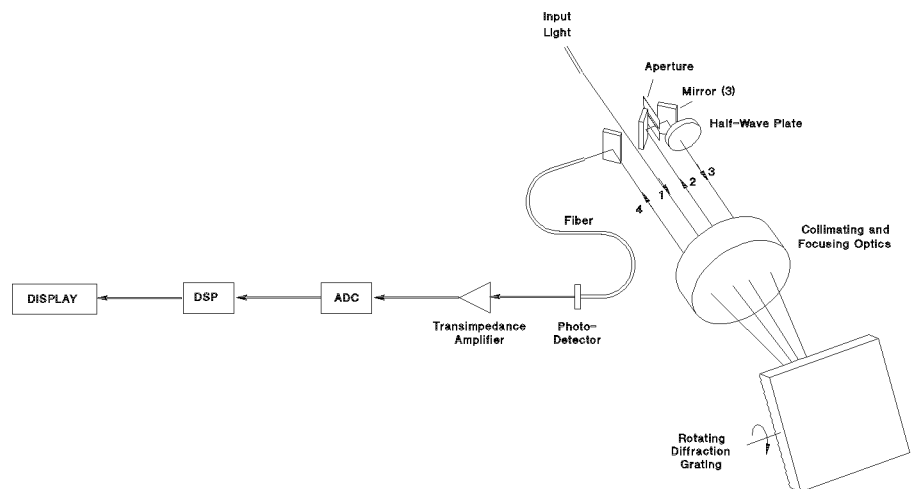 Input
Light
Aperture
Mirror (3)
Half-Wave Plate
3
2
1
4
Fiber
Collimating and
Focusing Optics
DISPLAY
DSP
ADC
Transimpedance
Amplifier
Photo-
Detector
Rotating
Diffraction
Grating